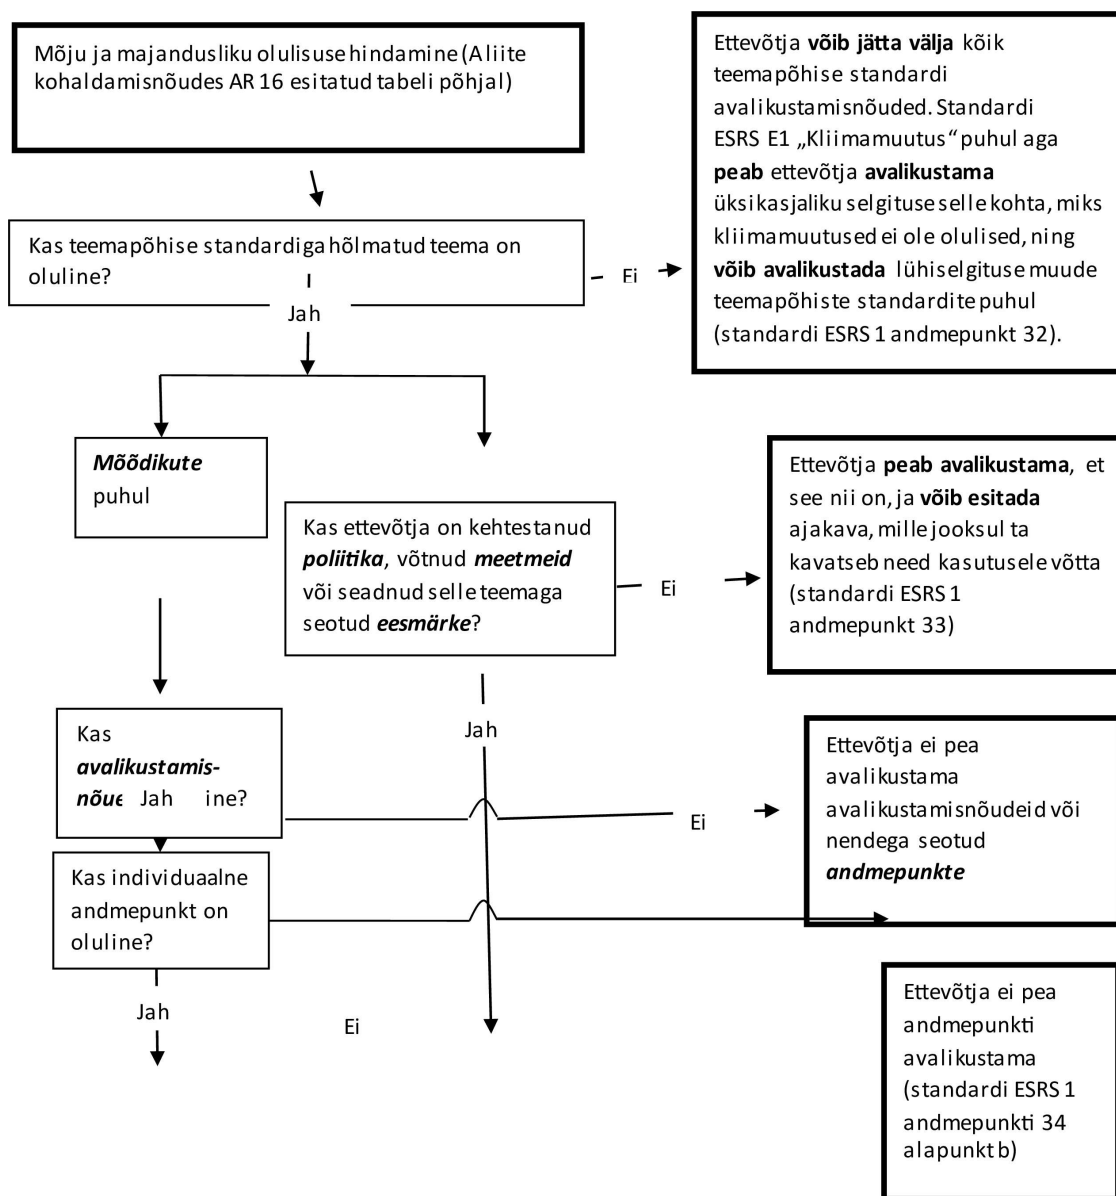 Mõju ja majandusliku olulisuse hindamine (A liite
kohaldamisnõudes AR 16 esitatud tabeli põhjal)
Ettevõtja võib jätta välja kõik
teemapõhise standardi
avalikustamisnõuded. Standardi
ESRS E1 „Kliimamuutus“ puhul aga
peab ettevõtja avalikustama
üksikasjaliku selgituse selle kohta, miks
kliimamuutused ei ole olulised, ning
võib avalikustada lühiselgituse muude
teemapõhiste standardite puhul
(standardi ESRS 1 andmepunkt 32).
Kas teemapõhise standardiga hõlmatud teema on
oluline?
Ei
Jah
Mõõdikute
puhul
Kas ettevõtja on kehtestanud
poliitika, võtnud meetmeid
või seadnud selle teemaga
seotud eesmärke?
Ei
Ettevõtja peab avalikustama, et
see nii on, ja võib esitada
ajakava, mille jooksul ta
kavatseb need kasutusele võtta
(standardi ESRS 1
andmepunkt 33)
Jah
Kas
avalikustamis-
nõue Jah ine?
Ei
Ettevõtja ei pea
avalikustama
avalikustamisnõudeid või
nendega seotud
andmepunkte
Kas individuaalne
andmepunkt on
oluline?
Jah
Ei
Ettevõtja ei pea
andmepunkti
avalikustama
(standardi ESRS 1
andmepunkti 34
alapunkt b)